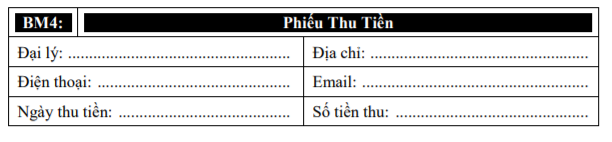 BM4: Phiếu Thu Tiền
Đại lý: ..................................................... Địa chỉ: ....................................................
Điện thoại: .............................................. Email: ......................................................
Ngày thu tiền: ......................................... Số tiền thu: ..............................................